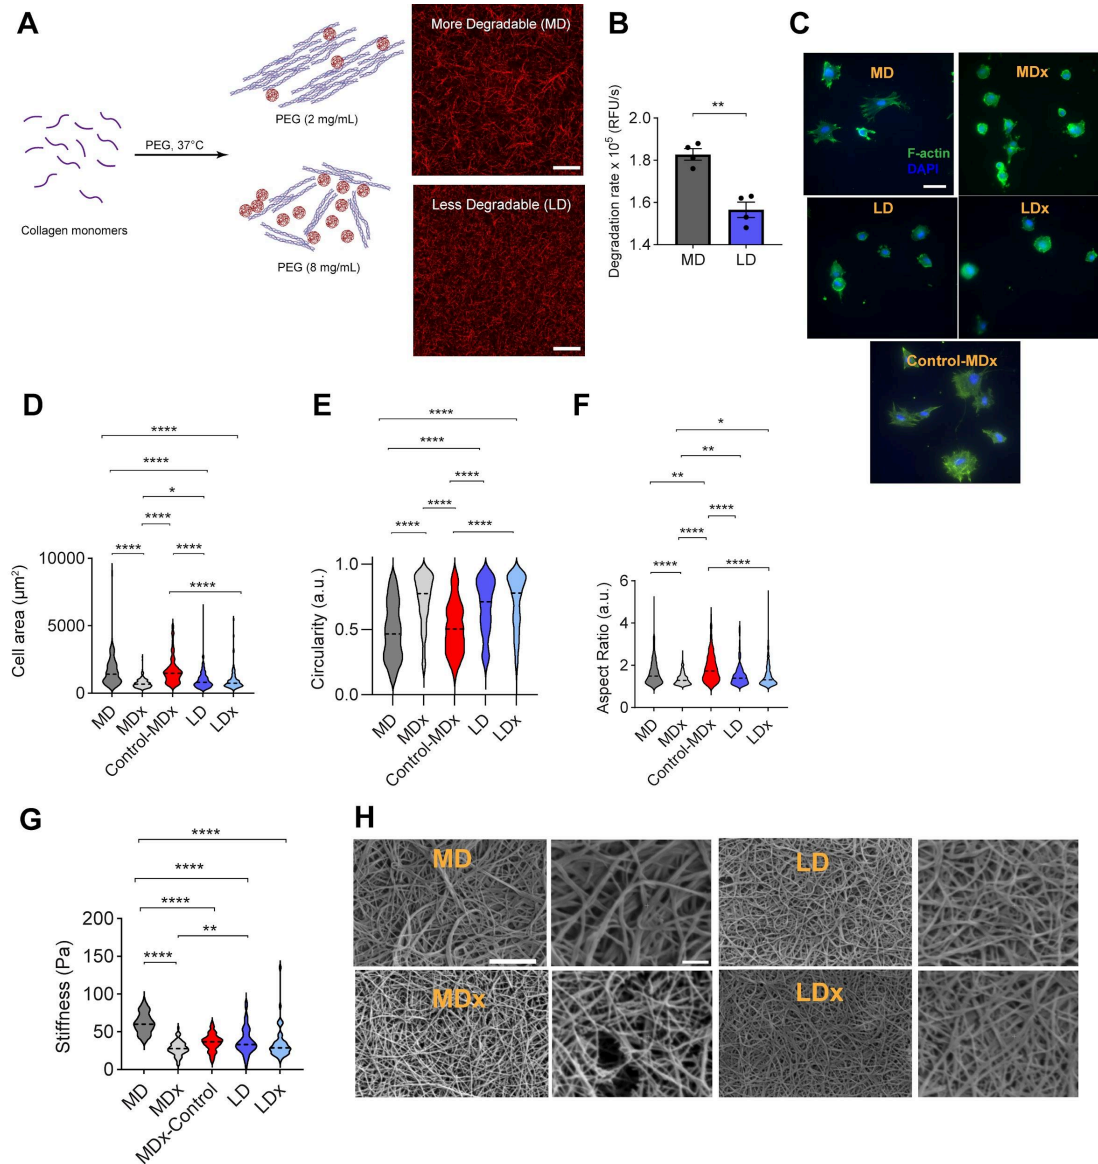 A
PEG (2 mg/mL)
PEG, 37°C
Collagen monomers
PEG (8 mg/mL)
More Degradable (MD)
Less Degradable (LD)
B
Degradation rate x 10⁵ (RFU/s)
**
2.0
1.8
1.6
1.4
MD
LD
C
MD
F-actin
DAPI
MDx
LD
LDx
Control-MDx
D
****
****
*
****
****
****
****
Cell area (µm²)
10000
5000
0
MD
MDx
Control-MDx
LD
LDx
E
****
****
****
****
****
****
Circularity (a.u.)
1.0
0.5
0.0
MD
MDx
Control-MDx
LD
LDx
F
*
**
**
****
****
****
****
Aspect Ratio (a.u.)
6
4
2
0
MD
MDx
Control-MDx
LD
LDx
G
****
****
****
**
****
Stiffness (Pa)
200
150
100
50
0
MD
MDx
MDx-Control
LD
LDx
H
MD
LD
MDx
LDx